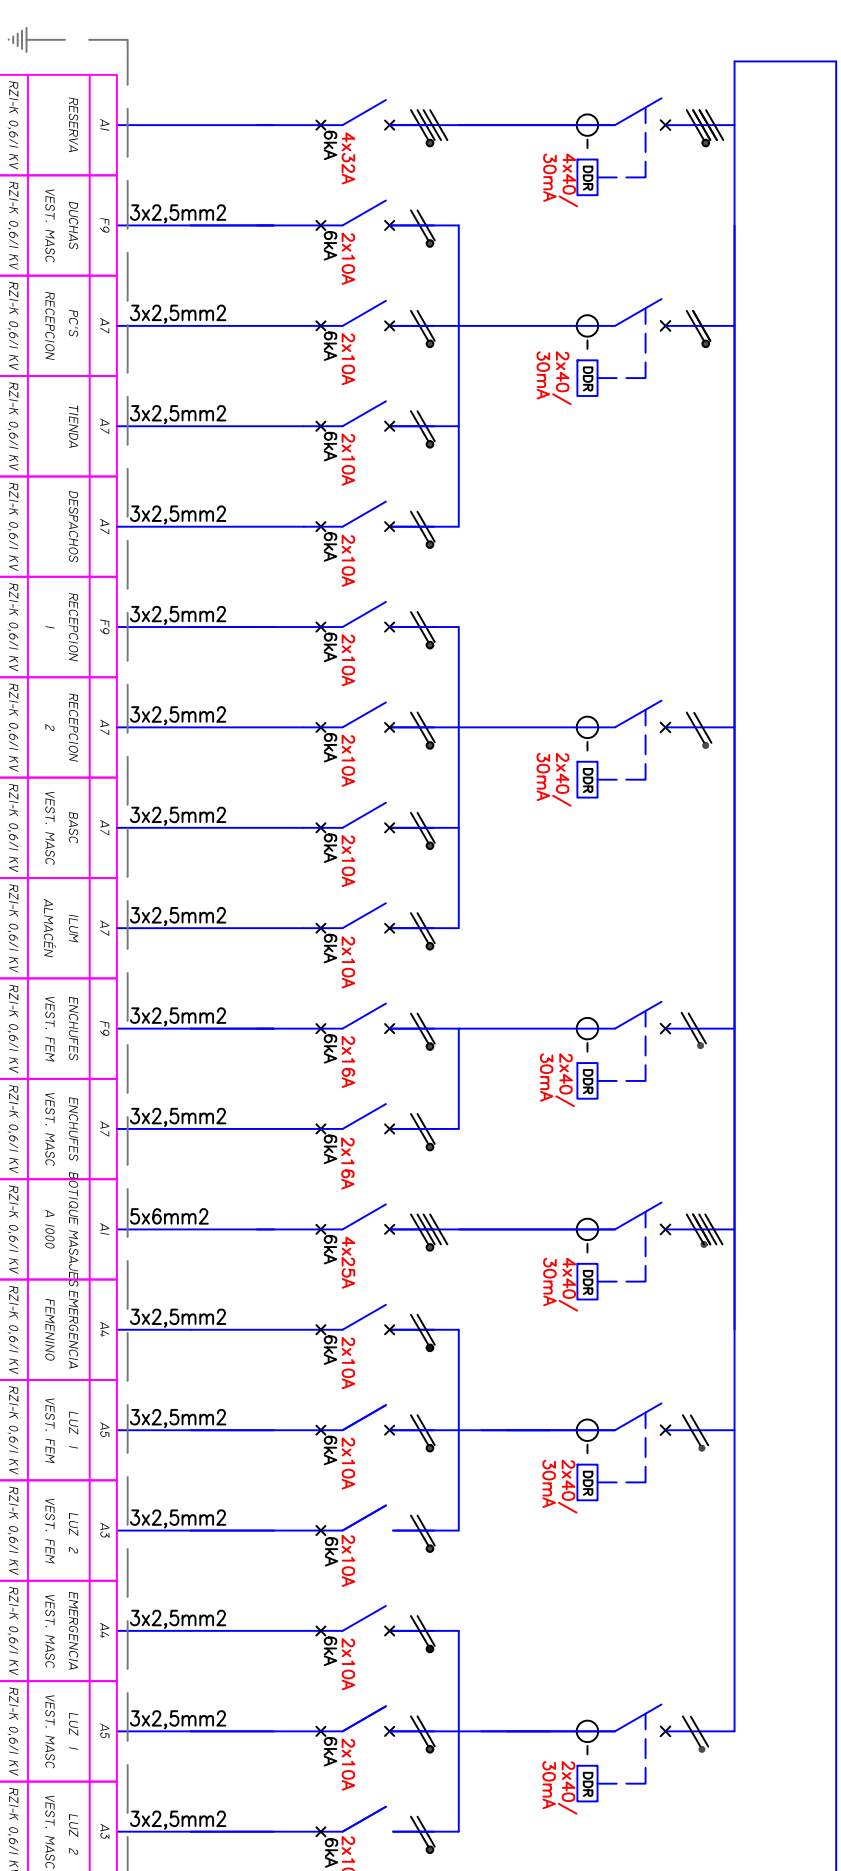 4x40/
30mA
DDR
4x32A
6kA
A1
RESERVA
RZ1-K 0,6/1 KV
2x10A
6kA
3x2,5mm2
F9
DUCHAS
VEST. MASC
RZ1-K 0,6/1 KV
2x40/
30mA
DDR
2x10A
6kA
3x2,5mm2
A7
PC'S
RECEPCION
RZ1-K 0,6/1 KV
2x10A
6kA
3x2,5mm2
A7
TIENDA
RZ1-K 0,6/1 KV
2x10A
6kA
3x2,5mm2
A7
DESPACHOS
RZ1-K 0,6/1 KV
2x10A
6kA
3x2,5mm2
F9
RECEPCION
1
RZ1-K 0,6/1 KV
2x40/
30mA
DDR
2x10A
6kA
3x2,5mm2
A7
RECEPCION
2
RZ1-K 0,6/1 KV
2x10A
6kA
3x2,5mm2
A7
BASC
VEST. MASC
RZ1-K 0,6/1 KV
2x10A
6kA
3x2,5mm2
A7
ILUM
ALMACÉN
RZ1-K 0,6/1 KV
2x40/
30mA
DDR
2x16A
6kA
3x2,5mm2
F9
ENCHUFES
VEST. FEM
RZ1-K 0,6/1 KV
2x16A
6kA
3x2,5mm2
A7
ENCHUFES
VEST. MASC
RZ1-K 0,6/1 KV
4x40/
30mA
DDR
4x25A
6kA
5x6mm2
A1
BOTIQUE MASAJES
A 1000
RZ1-K 0,6/1 KV
2x10A
6kA
3x2,5mm2
A4
EMERGENCIA
FEMENINO
RZ1-K 0,6/1 KV
2x40/
30mA
DDR
2x10A
6kA
3x2,5mm2
A5
LUZ 1
VEST. FEM
RZ1-K 0,6/1 KV
2x10A
6kA
3x2,5mm2
A3
LUZ 2
VEST. FEM
RZ1-K 0,6/1 KV
2x10A
6kA
3x2,5mm2
A4
EMERGENCIA
VEST. MASC
RZ1-K 0,6/1 KV
2x40/
30mA
DDR
2x10A
6kA
3x2,5mm2
A5
LUZ 1
VEST. MASC
RZ1-K 0,6/1 KV
2x10
6kA
3x2,5mm2
A3
LUZ 2
VEST. MASC
RZ1-K 0,6/1 KV